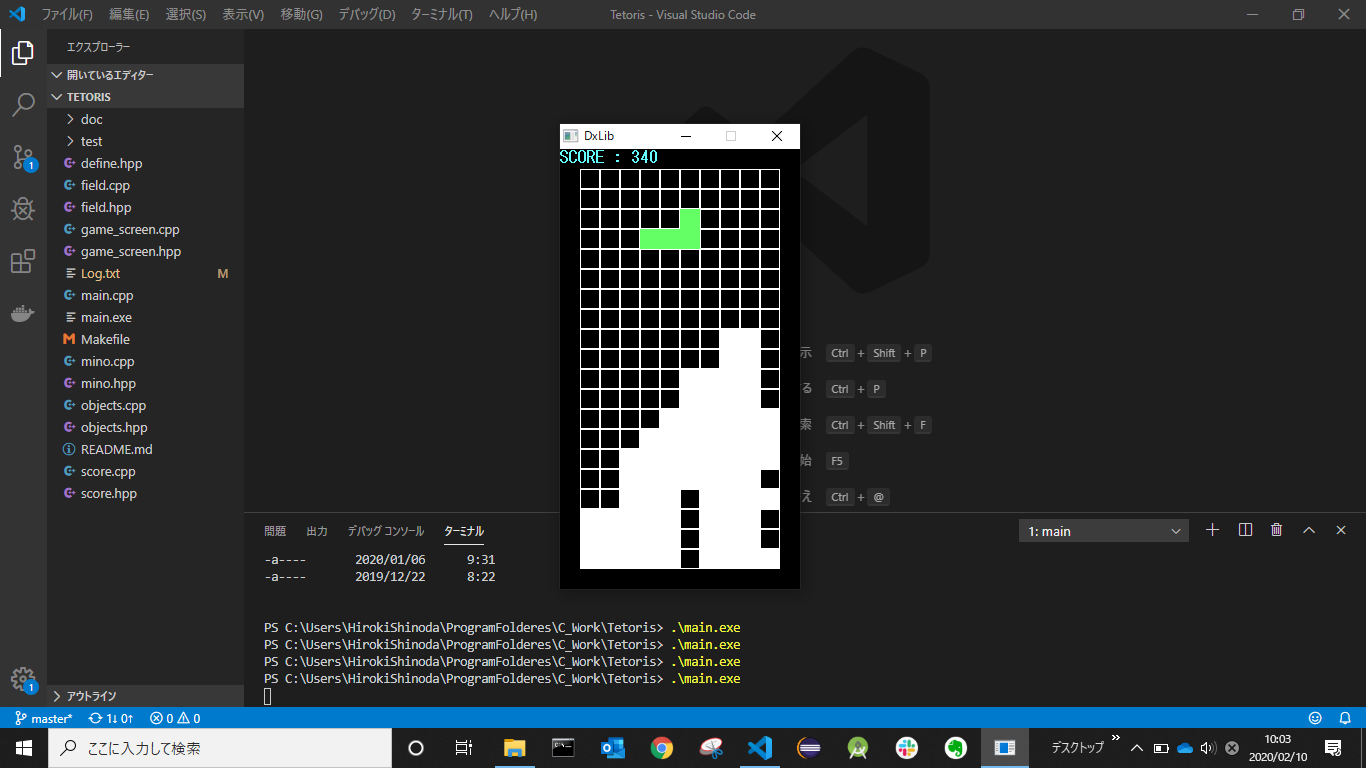 ファイル(F) 編集(E) 選択(S) 表示(V) 移動(G) デバッグ(D) ターミナル(T) ヘルプ(H) Tetoris - Visual Studio Code
エクスプローラー
開いているエディター
TETORIS
doc
test
define.hpp
field.cpp
field.hpp
game_screen.cpp
game_screen.hpp
Log.txt M
main.cpp
main.exe
Makefile
mino.cpp
mino.hpp
objects.cpp
objects.hpp
README.md
score.cpp
score.hpp
アウトライン
1
1
DxLib
SCORE : 340
示 Ctrl + Shift + P
る Ctrl + P
索 Ctrl + Shift + F
始 F5
え Ctrl + @
問題 出力 デバッグ コンソール ターミナル 1: main
-a---- 2020/01/06 9:31
-a---- 2019/12/22 8:22
PS C:\Users\HirokiShinoda\ProgramFolderes\C_Work\Tetoris> .\main.exe
PS C:\Users\HirokiShinoda\ProgramFolderes\C_Work\Tetoris> .\main.exe
PS C:\Users\HirokiShinoda\ProgramFolderes\C_Work\Tetoris> .\main.exe
PS C:\Users\HirokiShinoda\ProgramFolderes\C_Work\Tetoris> .\main.exe
master* 1↓ 0↑ 0 0
ここに入力して検索
デスクトップ
10:03
2020/02/10